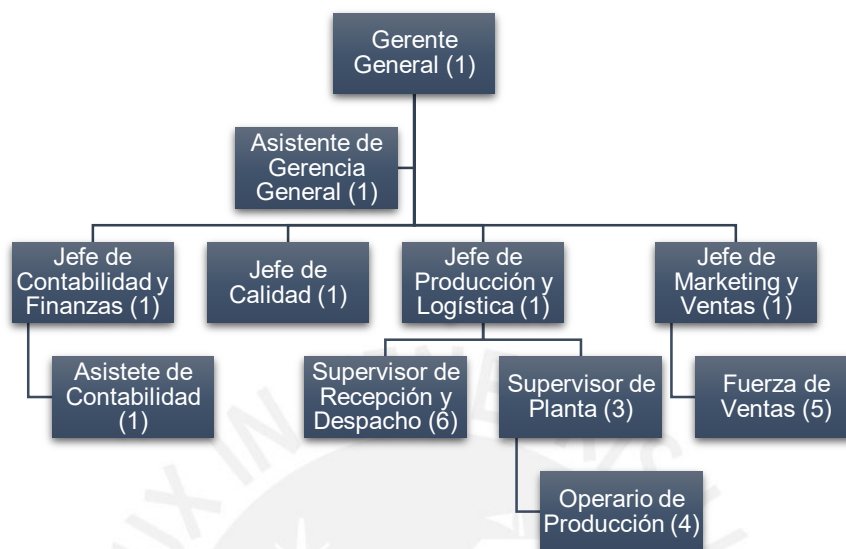 Gerente
General (1)
Asistente de
Gerencia
General (1)
Jefe de
Contabilidad y
Finanzas (1)
Jefe de
Calidad (1)
Jefe de
Producción y
Logística (1)
Jefe de
Marketing y
Ventas (1)
Asistete de
Contabilidad
(1)
Supervisor de
Recepción y
Despacho (6)
Supervisor de
Planta (3)
Fuerza de
Ventas (5)
Operario de
Producción (4)